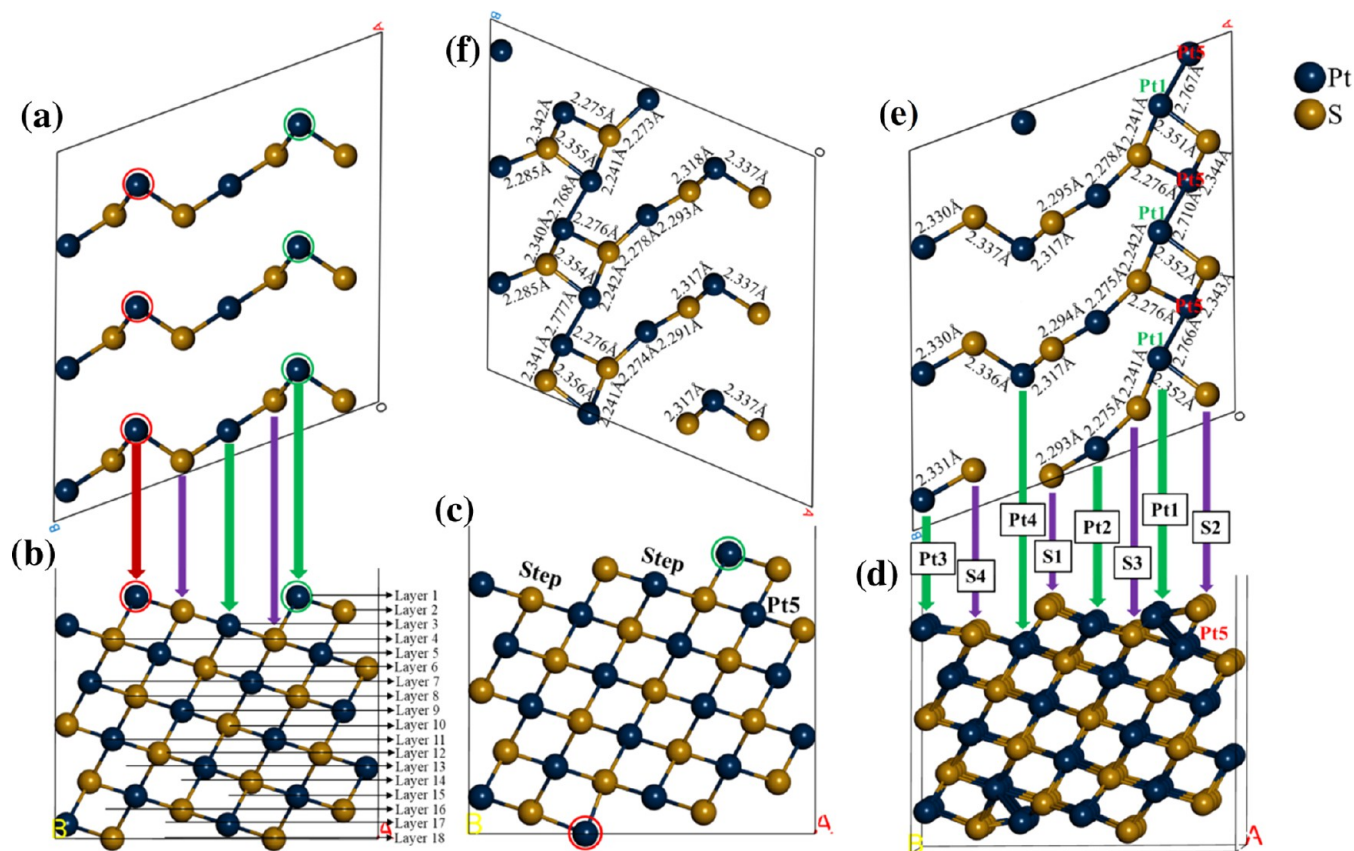 (a)
A
O
B
(f)
B
O
A
2.275Å
2.342Å
2.273Å
2.355Å
2.241Å
2.285Å
2.318Å
2.337Å
2.768Å
2.276Å
2.293Å
2.340Å
2.278Å
2.354Å
2.242Å
2.285Å
2.317Å
2.337Å
2.777Å
2.276Å
2.291Å
2.341Å
2.274Å
2.356Å
2.241Å
2.317Å
2.337Å
(e)
A
Pt5
Pt
S
Pt1
2.767Å
2.241Å
2.351Å
2.278Å
2.344Å
2.295Å
2.276Å
Pt5
2.330Å
Pt1
2.710Å
2.337Å
2.317Å
2.242Å
2.352Å
2.275Å
2.343Å
2.294Å
2.276Å
Pt5
2.330Å
Pt1
2.766Å
2.336Å
2.317Å
2.241Å
2.352Å
2.275Å
2.293Å
2.331Å
O
B
(b)
Layer 1
Layer 2
Layer 3
Layer 4
Layer 5
Layer 6
Layer 7
Layer 8
Layer 9
Layer 10
Layer 11
Layer 12
Layer 13
Layer 14
Layer 15
Layer 16
Layer 17
Layer 18
B
A
(c)
Step
Step
Pt5
B
A
(d)
Pt3
S4
Pt4
S1
Pt2
S3
Pt1
S2
Pt5
B
A